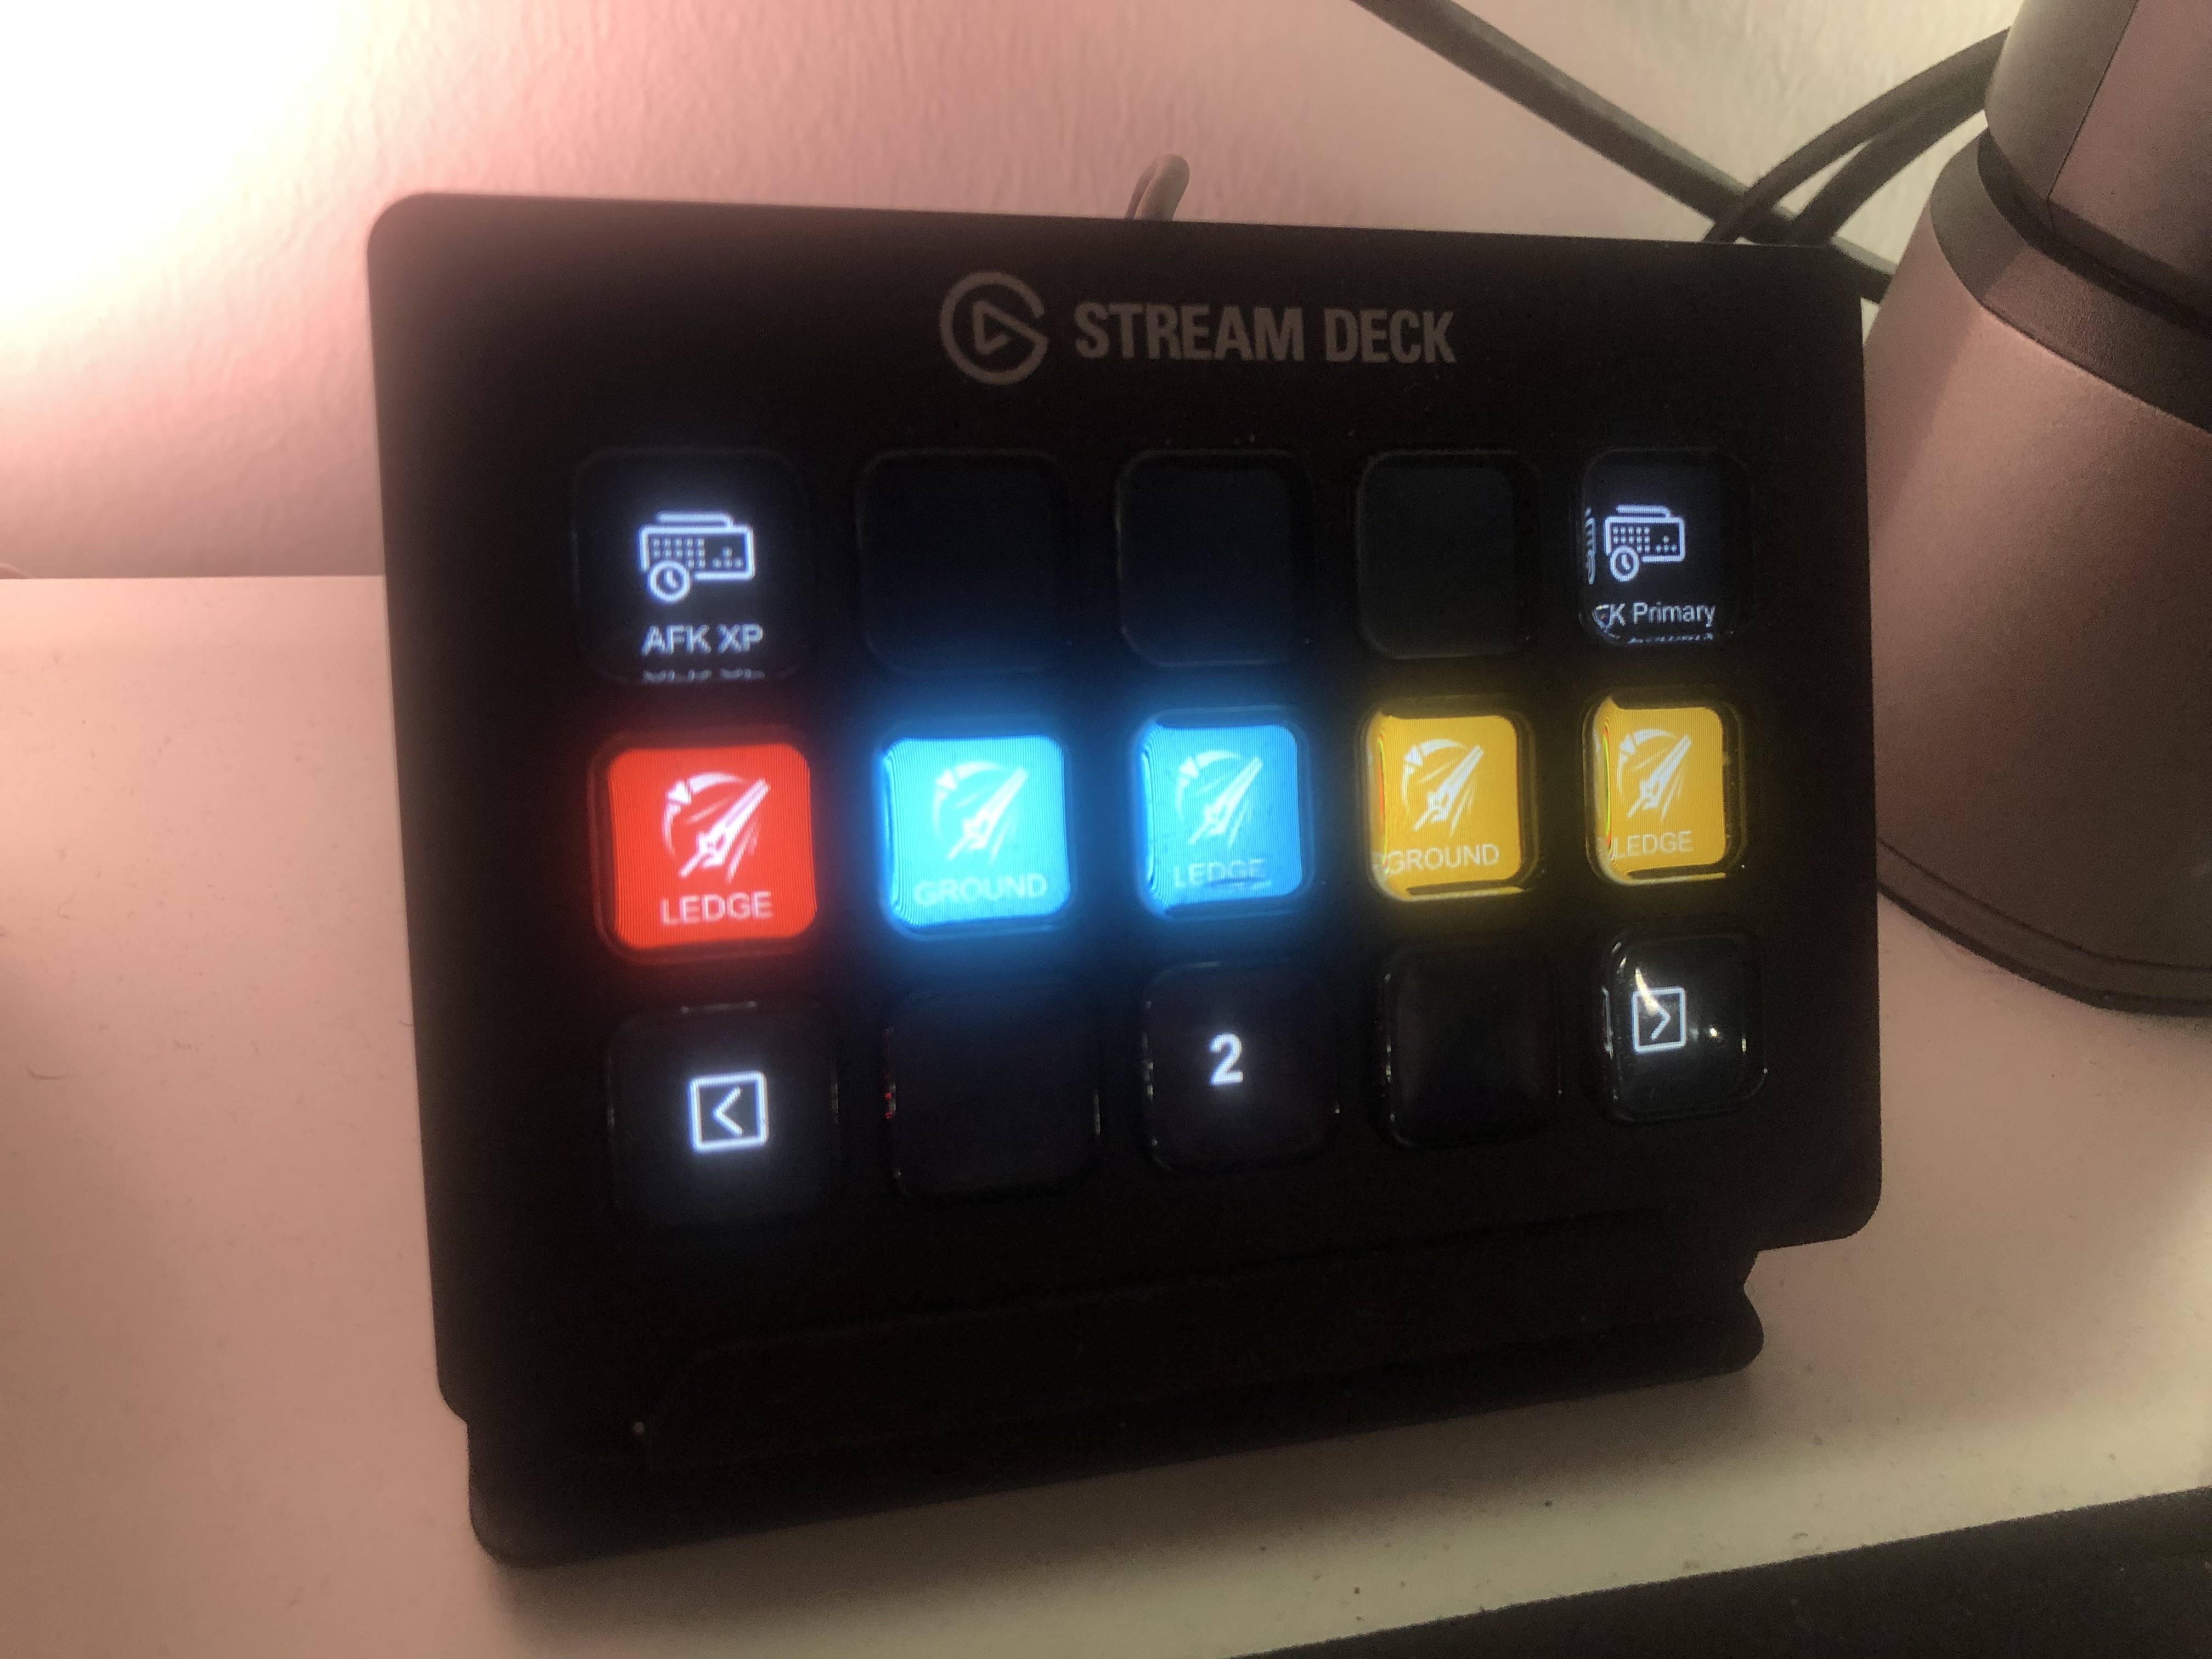 STREAM DECK
AFK XP
Primary
LEDGE
GROUND
LEDGE
GROUND
LEDGE
2